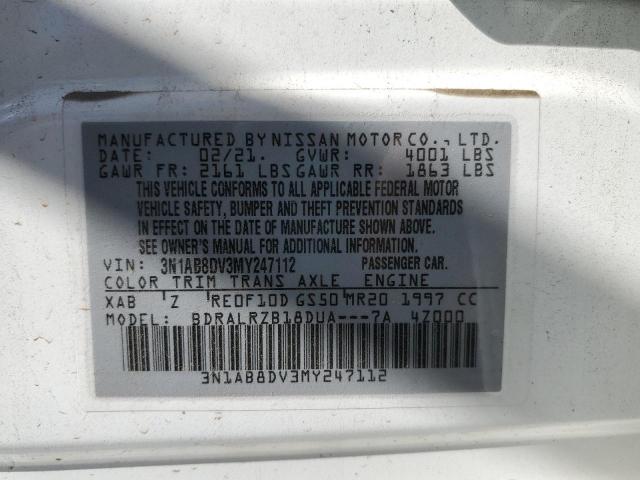 MANUFACTURED BY NISSAN MOTOR CO., LTD.
DATE: 02/21. GVWR: 4001 LBS
GAWR FR: 2161 LBS GAWR RR: 1863 LBS
THIS VEHICLE CONFORMS TO ALL APPLICABLE FEDERAL MOTOR
VEHICLE SAFETY, BUMPER AND THEFT PREVENTION STANDARDS
IN EFFECT ON THE DATE OF MANUFACTURE SHOWN ABOVE.
SEE OWNER'S MANUAL FOR ADDITIONAL INFORMATION
VIN: 3N1AB8DV3MY247112 PASSENGER CAR.
COLOR TRIM TRANS AXLE ENGINE
XAB Z RE0F10D GS50 MR20 1997 CC
MODEL: BDRALRZB18DUA---7A 4Z000
3N1AB8DV3MY247112